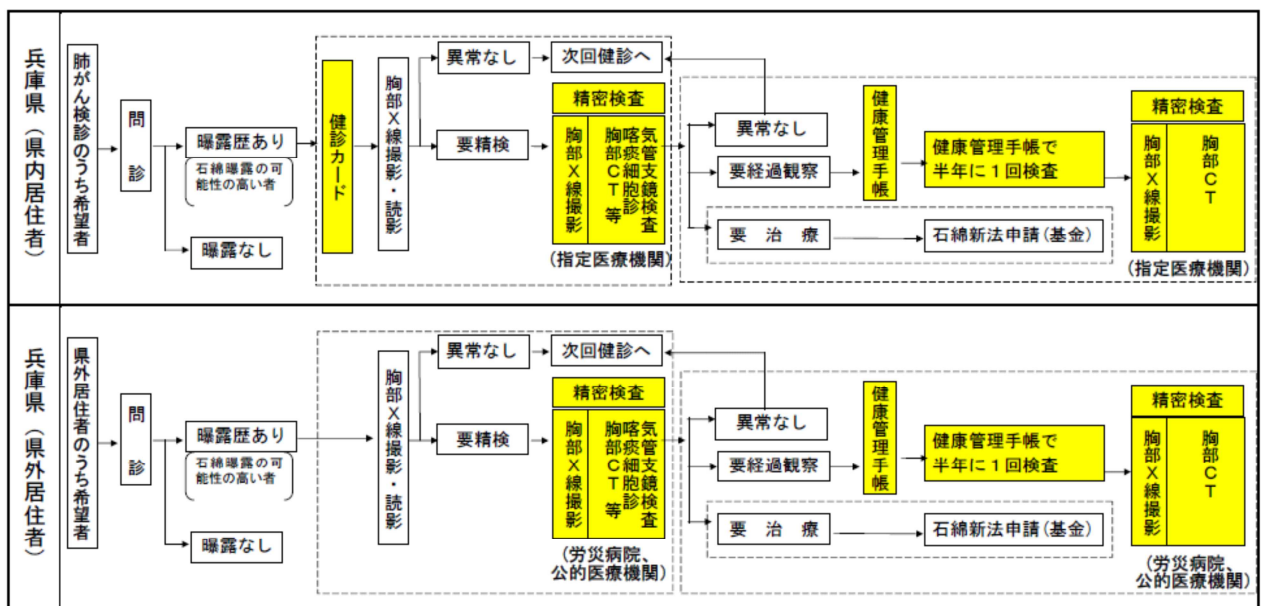 兵庫県（県内居住者）
肺がん検診のうち希望者
問診
曝露歴あり
石綿曝露の可
能性の高い者
曝露なし
健診カード
胸部X線撮影・読影
異常なし
次回健診へ
要精検
精密検査
胸部X線撮影
気管支鏡検査
喀痰細胞診
胸部CT 等
(指定医療機関)
異常なし
要経過観察
要 治 療
健康管理手帳
健康管理手帳で
半年に１回検査
石綿新法申請(基金)
精密検査
胸部X線撮影
胸部CT
(指定医療機関)
兵庫県（県外居住者）
県外居住者のうち希望者
問診
曝露歴あり
石綿曝露の可
能性の高い者
曝露なし
胸部X線撮影・読影
異常なし
次回健診へ
要精検
精密検査
胸部X線撮影
気管支鏡検査
喀痰細胞診
胸部CT 等
(労災病院、
公的医療機関)
異常なし
要経過観察
要 治 療
健康管理手帳
健康管理手帳で
半年に１回検査
石綿新法申請(基金)
精密検査
胸部X線撮影
胸部CT
(労災病院、
公的医療機関)